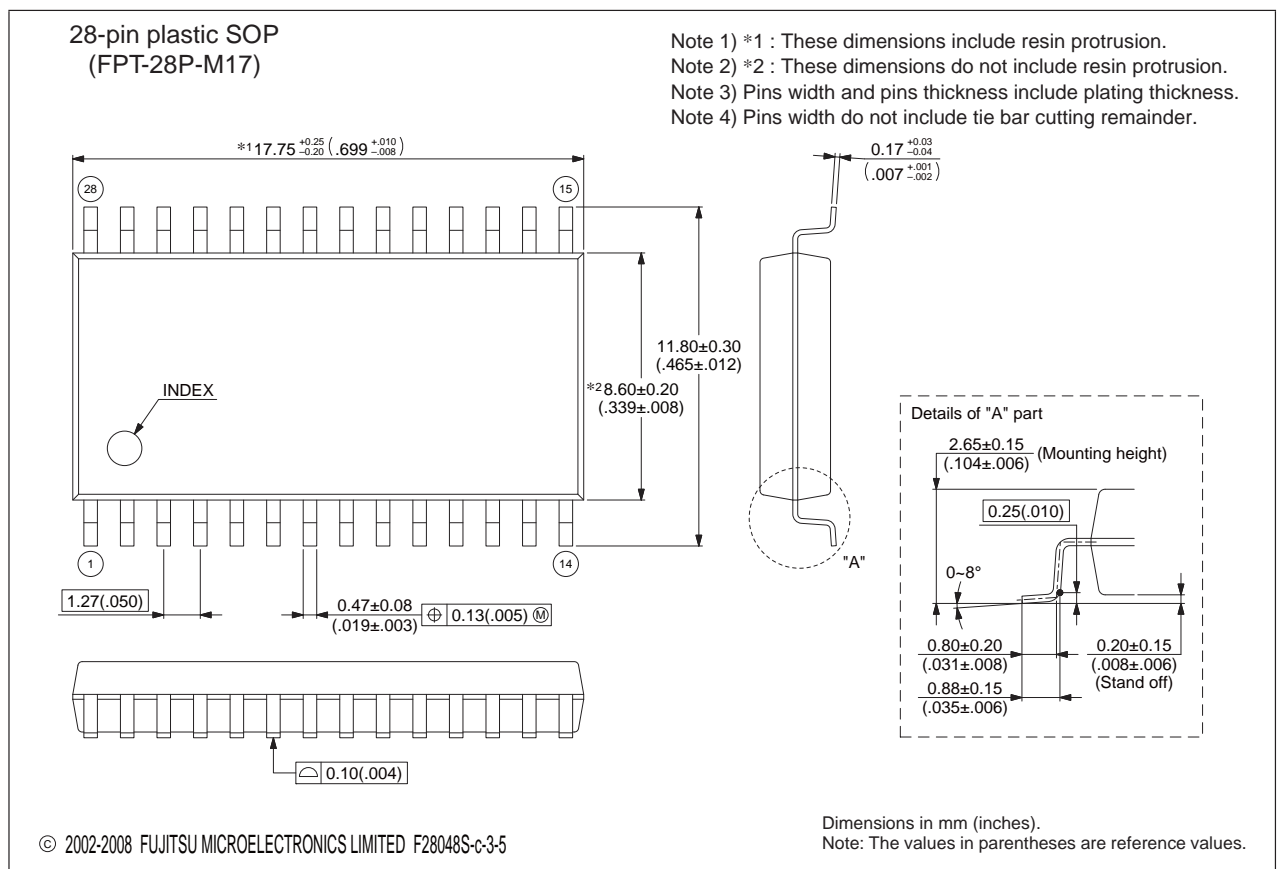 28-pin plastic SOP
(FPT-28P-M17)
Note 1) *1 : These dimensions include resin protrusion.
Note 2) *2 : These dimensions do not include resin protrusion.
Note 3) Pins width and pins thickness include plating thickness.
Note 4) Pins width do not include tie bar cutting remainder.
*1 17.75 +0.25 −0.20 (.699 +.010 −.008)
0.17 +0.03 −0.04
(.007 +.001 −.002)
28
15
11.80±0.30
(.465±.012)
*2 8.60±0.20
(.339±.008)
INDEX
Details of "A" part
2.65±0.15
(.104±.006)
(Mounting height)
0.25(.010)
1
14
"A"
0~8°
1.27(.050)
0.47±0.08
(.019±.003)
⌖ 0.13(.005) Ⓜ
0.80±0.20
(.031±.008)
0.20±0.15
(.008±.006)
(Stand off)
0.88±0.15
(.035±.006)
⌓ 0.10(.004)
© 2002-2008 FUJITSU MICROELECTRONICS LIMITED F28048S-c-3-5
Dimensions in mm (inches).
Note: The values in parentheses are reference values.